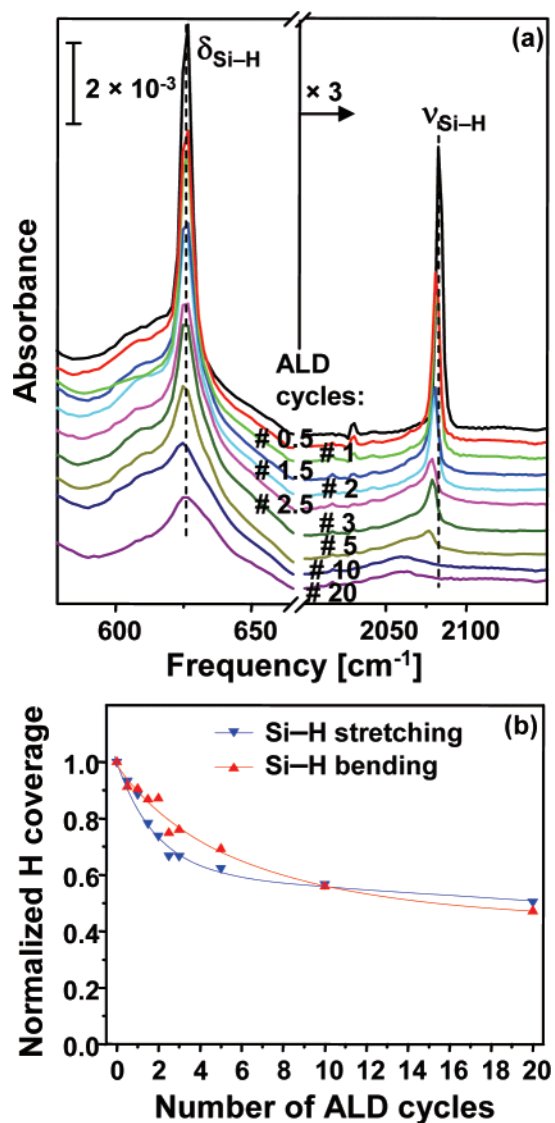 (a)
δSi–H
2 × 10-3
× 3
νSi–H
Absorbance
ALD
cycles:
# 0.5
# 1
# 1.5
# 2
# 2.5
# 3
# 5
# 10
# 20
600 650 2050 2100
Frequency [cm-1]
(b)
Si–H stretching
Si–H bending
Normalized H coverage
1.0
0.8
0.6
0.4
0.2
0.0
0 2 4 6 8 10 12 14 16 18 20
Number of ALD cycles